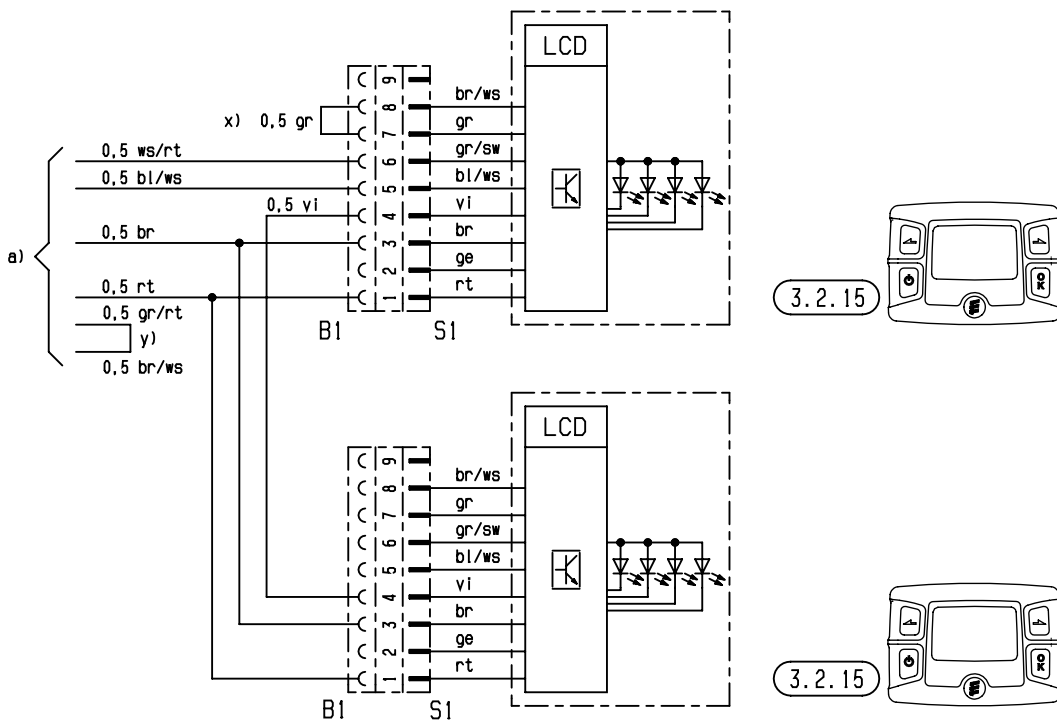 LCD
9
br/ws
8
x) 0,5 gr
gr
7
0,5 ws/rt
gr/sw
6
0,5 bl/ws
bl/ws
5
0,5 vi
vi
4
0,5 br
br
3
a)
ge
2
0,5 rt
rt
1
3.2.15
OK
0,5 gr/rt
y)
B1
S1
0,5 br/ws
LCD
9
br/ws
8
gr
7
gr/sw
6
bl/ws
5
vi
4
br
3
ge
2
rt
1
3.2.15
OK
B1
S1